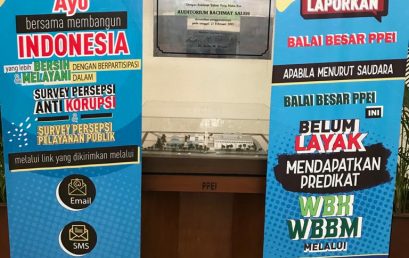 Ayo
bersama membangun
INDONESIA
yang lebih BERSIH
& MELAYANI
DENGAN BERPARTISIPASI
DALAM
SURVEY PERSEPSI
ANTI KORUPSI
&
SURVEY PERSEPSI
PELAYANAN PUBLIK
melalui link yang dikirimkan melalui
Email
SMS
AUDITORIUM RACHMAT SALEH
PPEI
LAPORKAN
BALAI BESAR PPEI
APABILA MENURUT SAUDARA
BALAI BESAR PPEI
INI
BELUM
LAYAK
MENDAPATKAN
PREDIKAT
WBK
WBBM
MELALUI